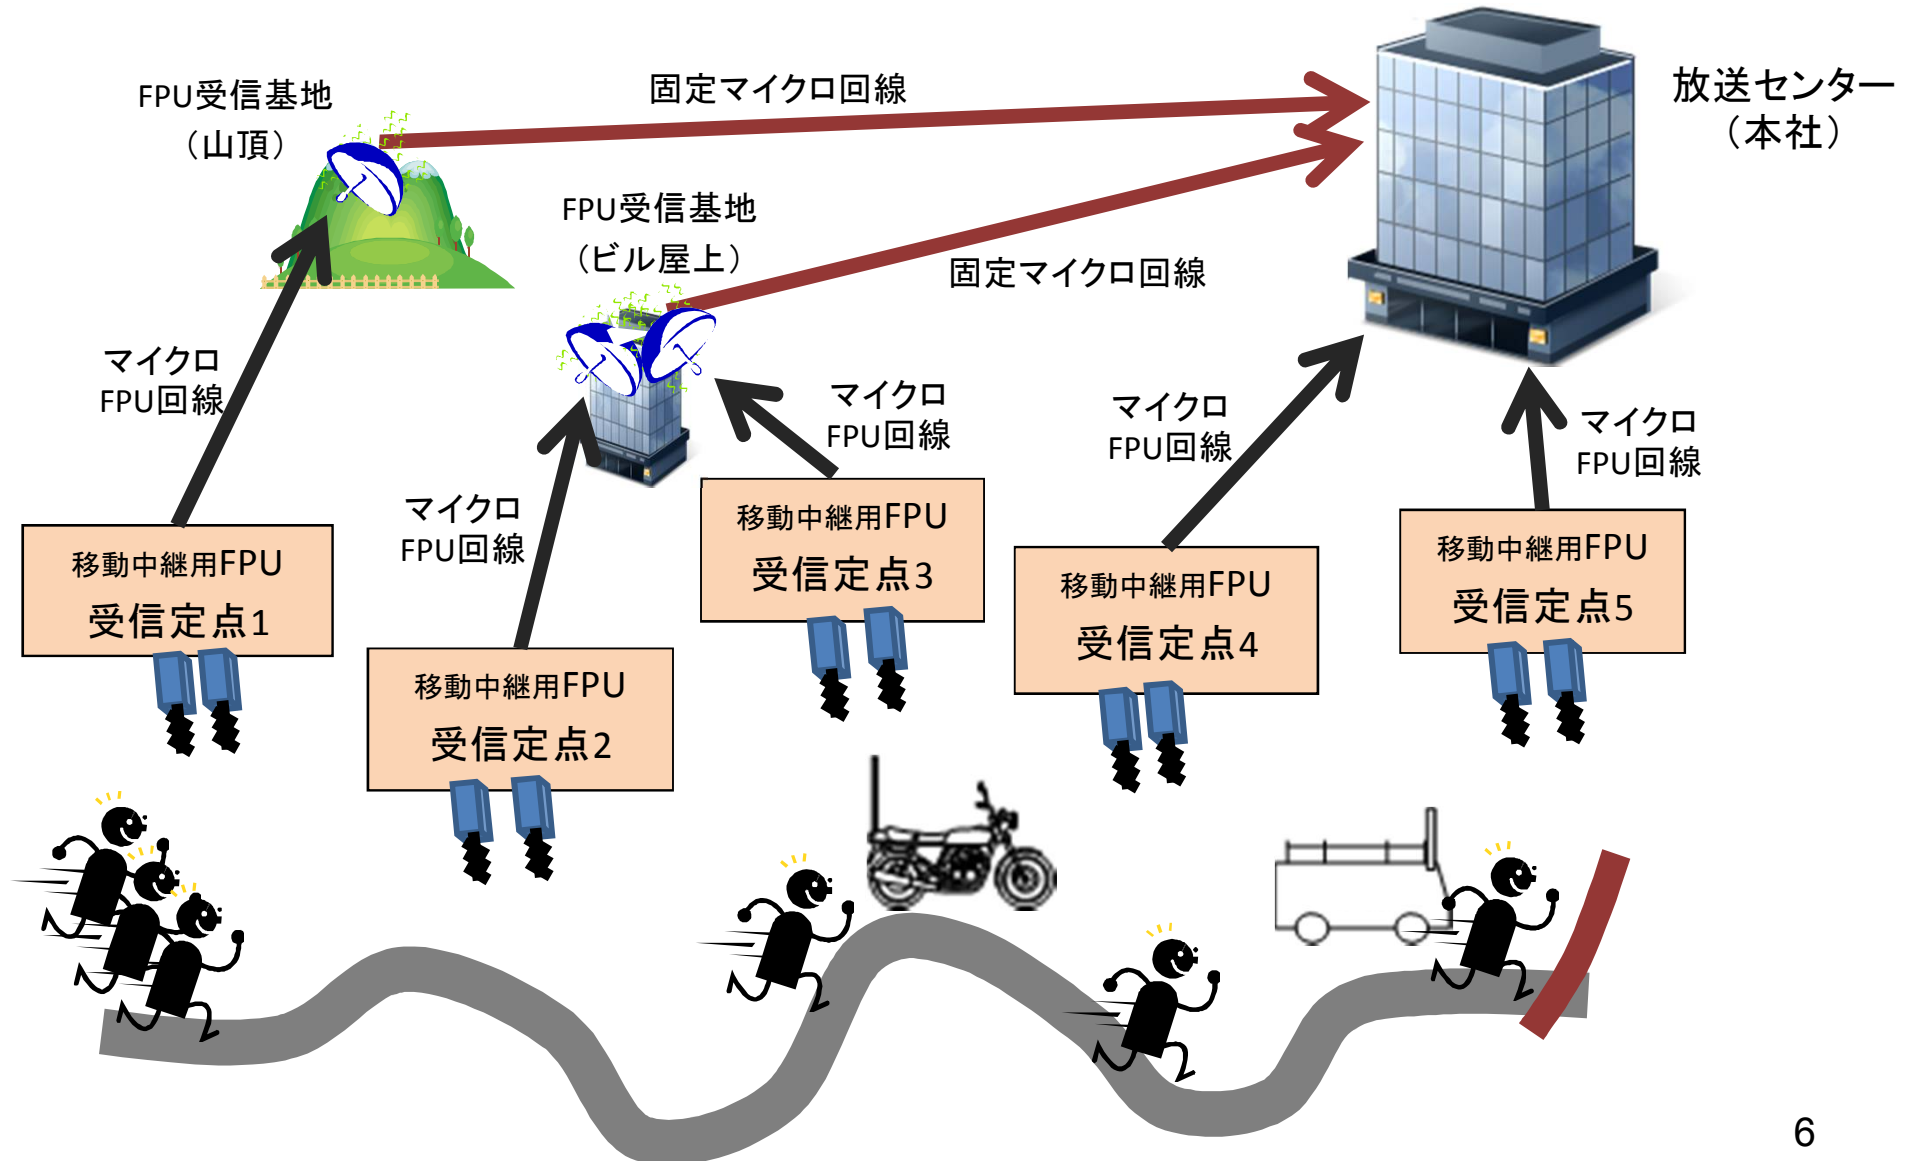 FPU受信基地
（山頂）
固定マイクロ回線
放送センター
（本社）
FPU受信基地
（ビル屋上）
固定マイクロ回線
マイクロ
FPU回線
マイクロ
FPU回線
マイクロ
FPU回線
マイクロ
FPU回線
マイクロ
FPU回線
移動中継用FPU
受信定点1
移動中継用FPU
受信定点2
移動中継用FPU
受信定点3
移動中継用FPU
受信定点4
移動中継用FPU
受信定点5
6